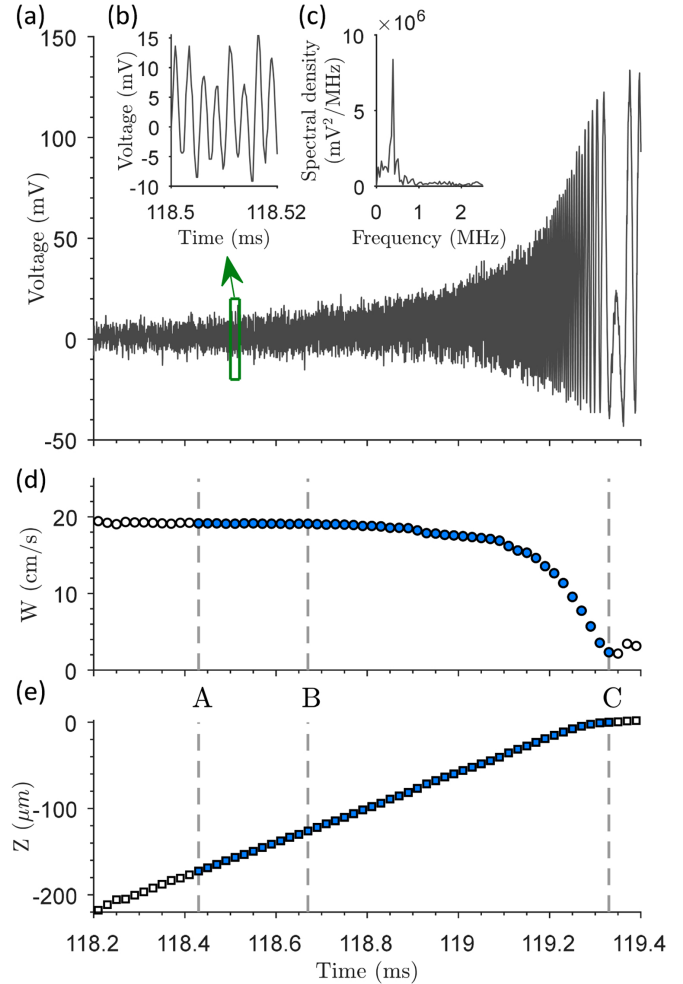 (a)
(b)
(c)
×10⁶
Voltage (mV)
150
100
50
0
-50
Voltage (mV)
15
10
5
0
-5
-10
118.5
118.52
Time (ms)
Spectral density
(mV²/MHz)
10
5
0
0
1
2
Frequency (MHz)
(d)
W (cm/s)
20
10
0
(e)
A
B
C
Z (μm)
0
-100
-200
118.2
118.4
118.6
118.8
119
119.2
119.4
Time (ms)